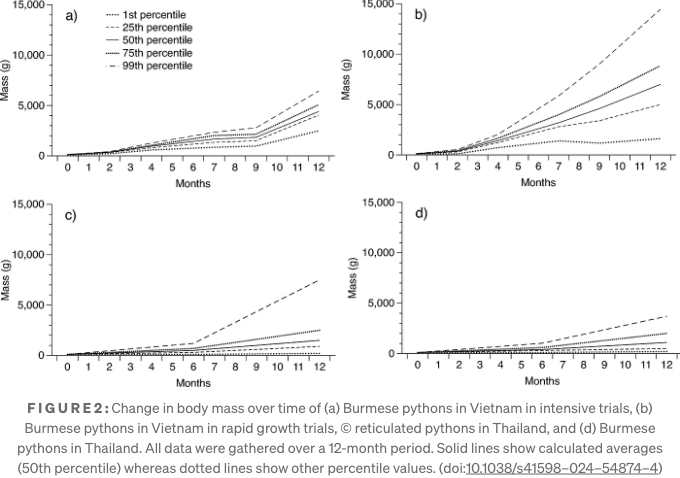 a)
1st percentile
25th percentile
50th percentile
75th percentile
99th percentile
15,000
10,000
5,000
0
Mass (g)
0 1 2 3 4 5 6 7 8 9 10 11 12
Months
b)
15,000
10,000
5,000
0
Mass (g)
0 1 2 3 4 5 6 7 8 9 10 11 12
Months
c)
15,000
10,000
5,000
0
Mass (g)
0 1 2 3 4 5 6 7 8 9 10 11 12
Months
d)
15,000
10,000
5,000
0
Mass (g)
0 1 2 3 4 5 6 7 8 9 10 11 12
Months
FIGURE2: Change in body mass over time of (a) Burmese pythons in Vietnam in intensive trials, (b)
Burmese pythons in Vietnam in rapid growth trials, © reticulated pythons in Thailand, and (d) Burmese
pythons in Thailand. All data were gathered over a 12-month period. Solid lines show calculated averages
(50th percentile) whereas dotted lines show other percentile values. (doi:10.1038/s41598–024–54874–4)